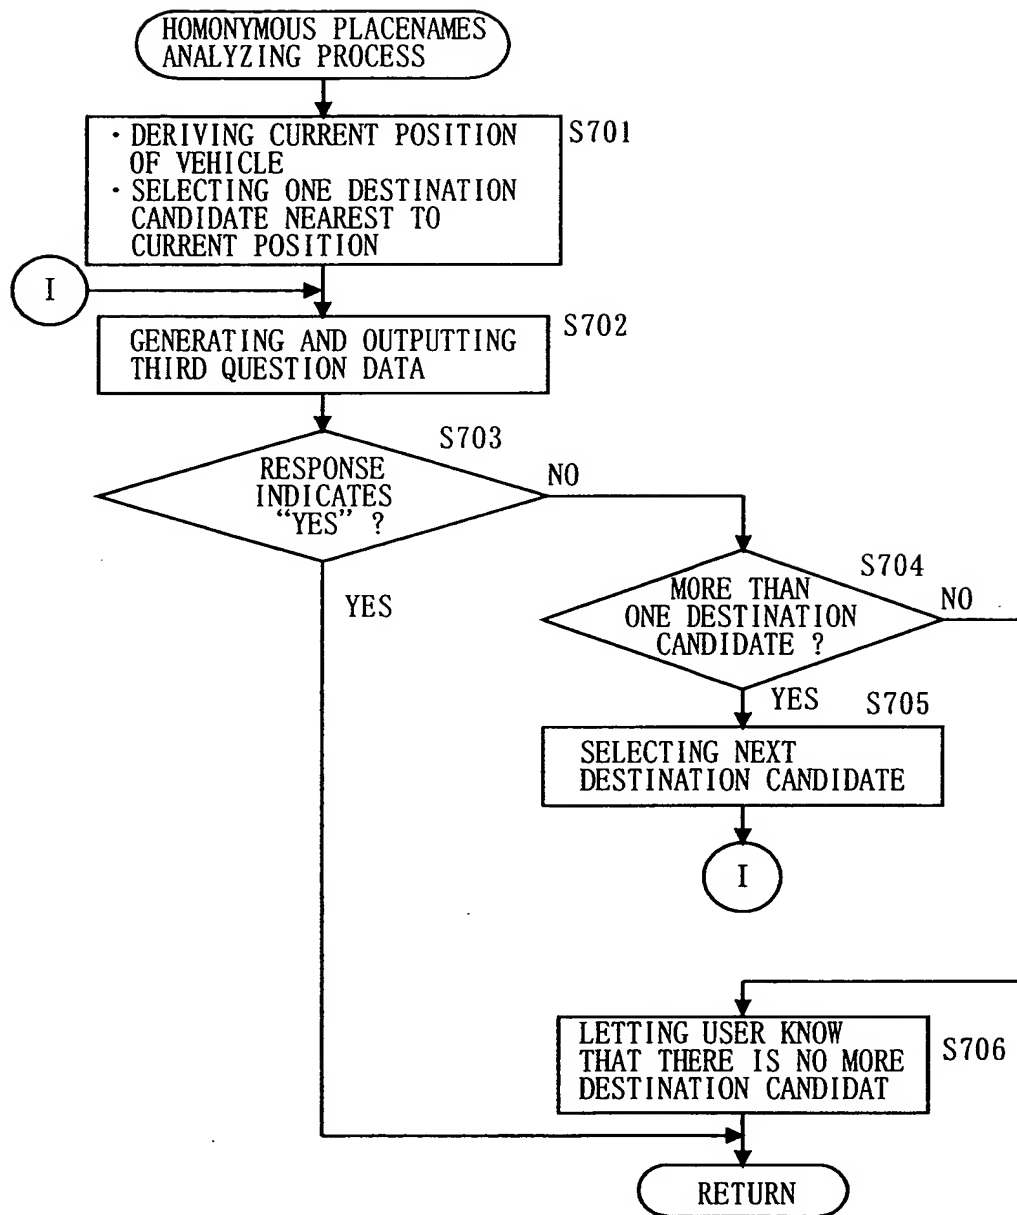 HOMONYMOUS PLACENAMES
ANALYZING PROCESS
· DERIVING CURRENT POSITION
OF VEHICLE
· SELECTING ONE DESTINATION
CANDIDATE NEAREST TO
CURRENT POSITION
S701
I
GENERATING AND OUTPUTTING
THIRD QUESTION DATA
S702
S703
RESPONSE
INDICATES
“YES” ?
NO
YES
S704
MORE THAN
ONE DESTINATION
CANDIDATE ?
NO
YES
S705
SELECTING NEXT
DESTINATION CANDIDATE
I
LETTING USER KNOW
THAT THERE IS NO MORE
DESTINATION CANDIDAT
S706
RETURN